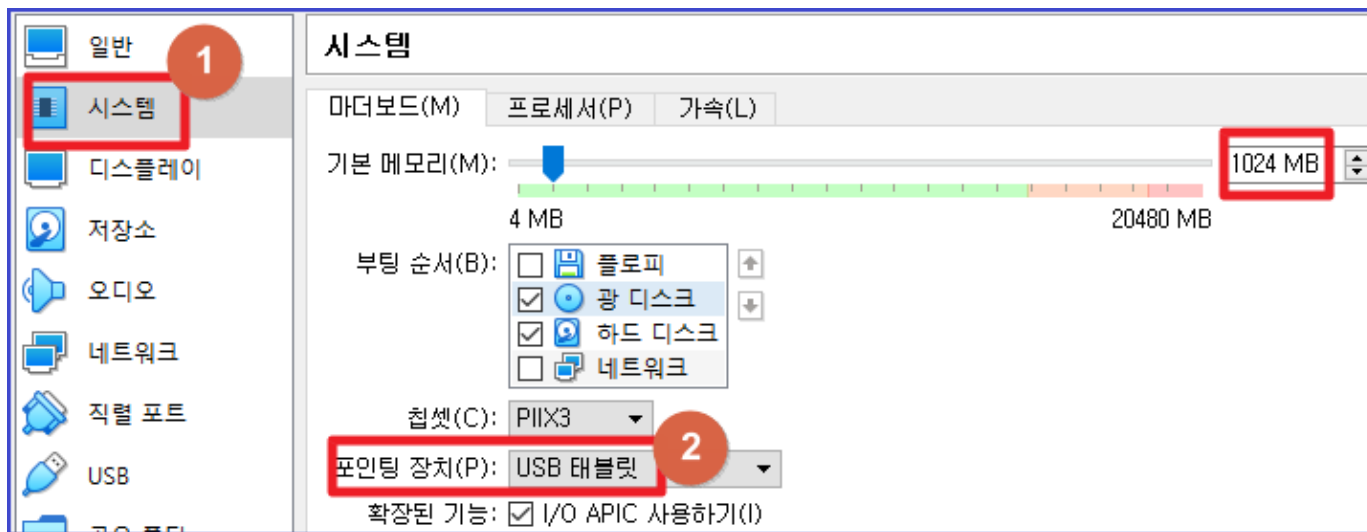 일반
1
시스템
디스플레이
저장소
오디오
네트워크
직렬 포트
USB
시스템
마더보드(M) 프로세서(P) 가속(L)
기본 메모리(M): 1024 MB
4 MB 20480 MB
부팅 순서(B): 플로피
광 디스크
하드 디스크
네트워크
칩셋(C): PIIX3
포인팅 장치(P): USB 태블릿 2
확장된 기능: I/O APIC 사용하기(I)